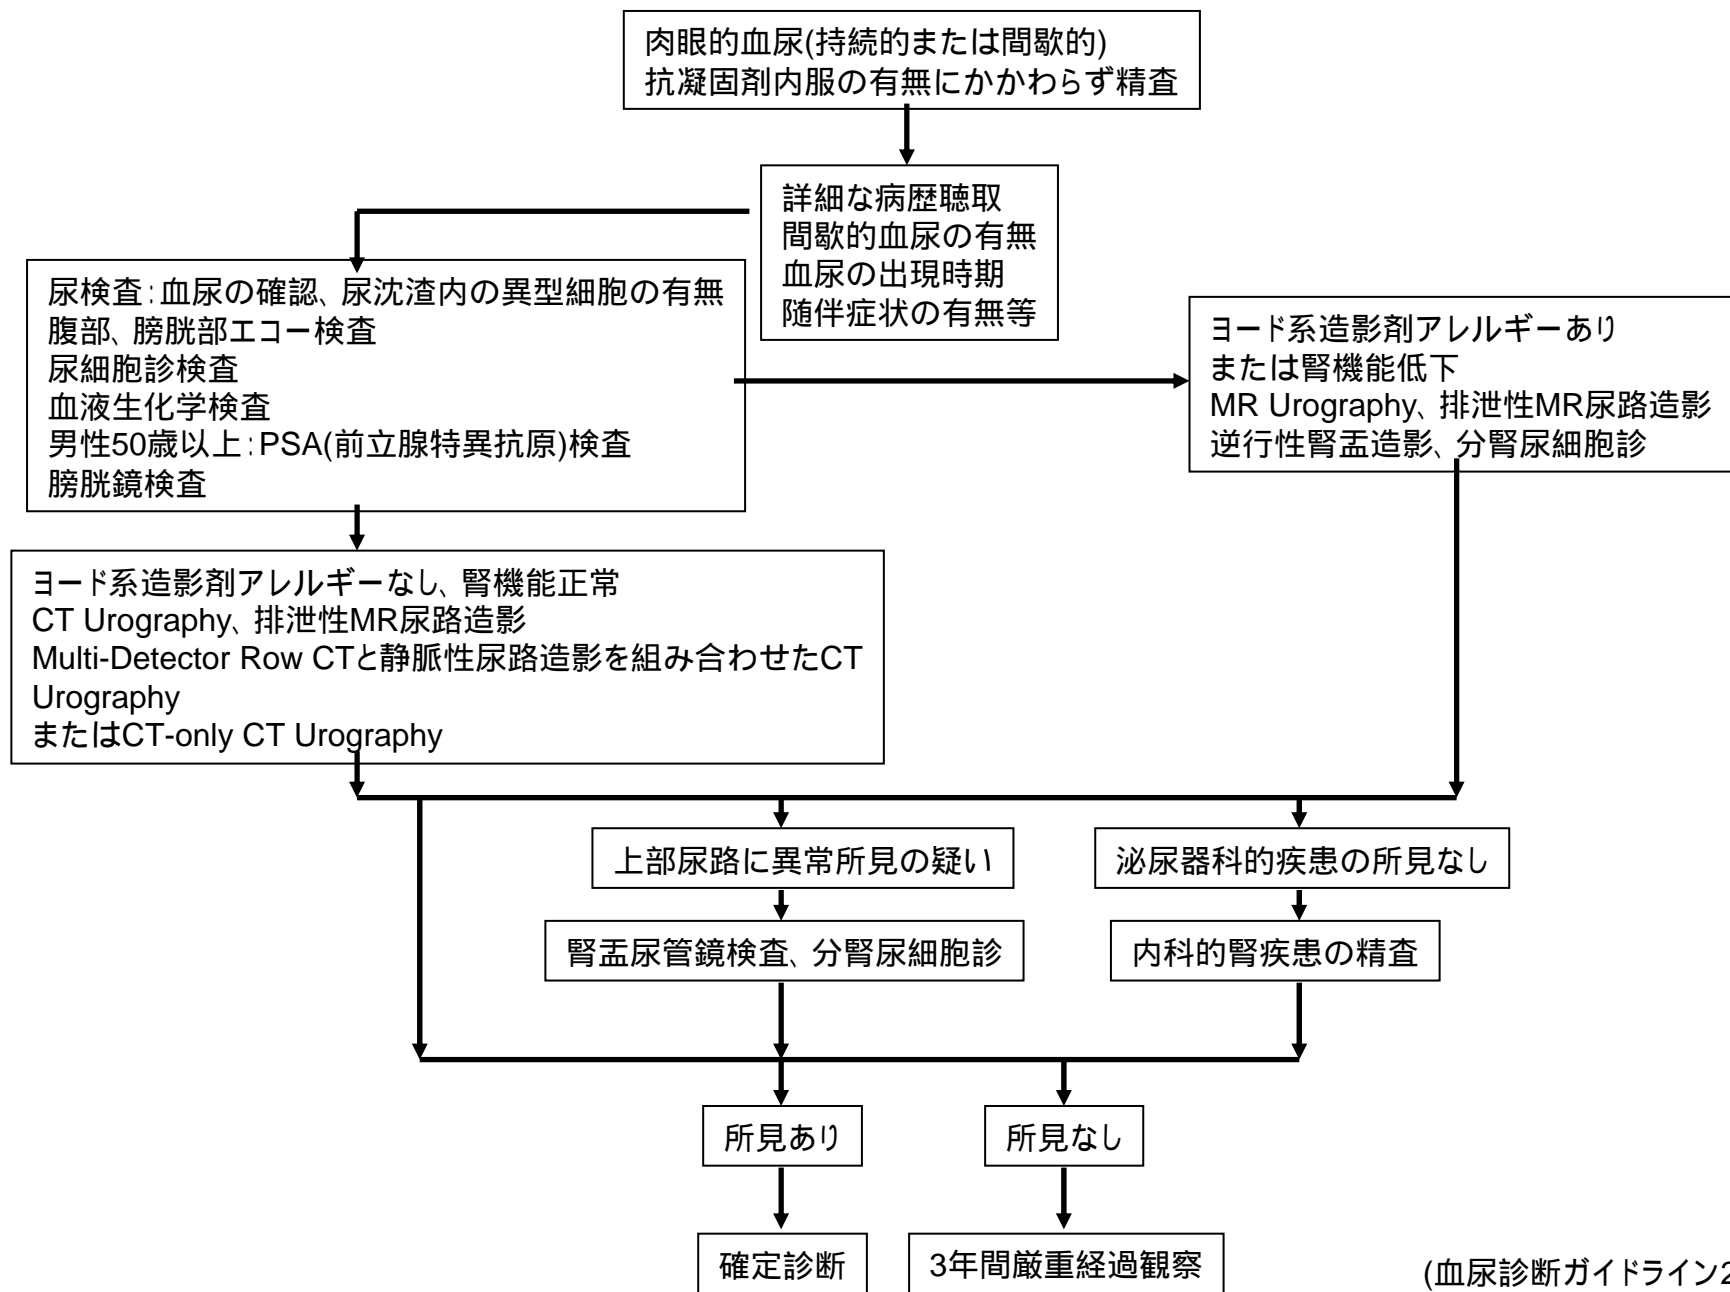 肉眼的血尿(持続的または間歇的)
抗凝固剤内服の有無にかかわらず精査
詳細な病歴聴取
間歇的血尿の有無
血尿の出現時期
随伴症状の有無等
尿検査:血尿の確認、尿沈渣内の異型細胞の有無
腹部、膀胱部エコー検査
尿細胞診検査
血液生化学検査
男性50歳以上:PSA(前立腺特異抗原)検査
膀胱鏡検査
ヨード系造影剤アレルギーあり
または腎機能低下
MR Urography、排泄性MR尿路造影
逆行性腎盂造影、分腎尿細胞診
ヨード系造影剤アレルギーなし、腎機能正常
CT Urography、排泄性MR尿路造影
Multi-Detector Row CTと静脈性尿路造影を組み合わせたCT
Urography
またはCT-only CT Urography
上部尿路に異常所見の疑い
泌尿器科的疾患の所見なし
腎盂尿管鏡検査、分腎尿細胞診
内科的腎疾患の精査
所見あり
所見なし
確定診断
3年間厳重経過観察
(血尿診断ガイドライン2